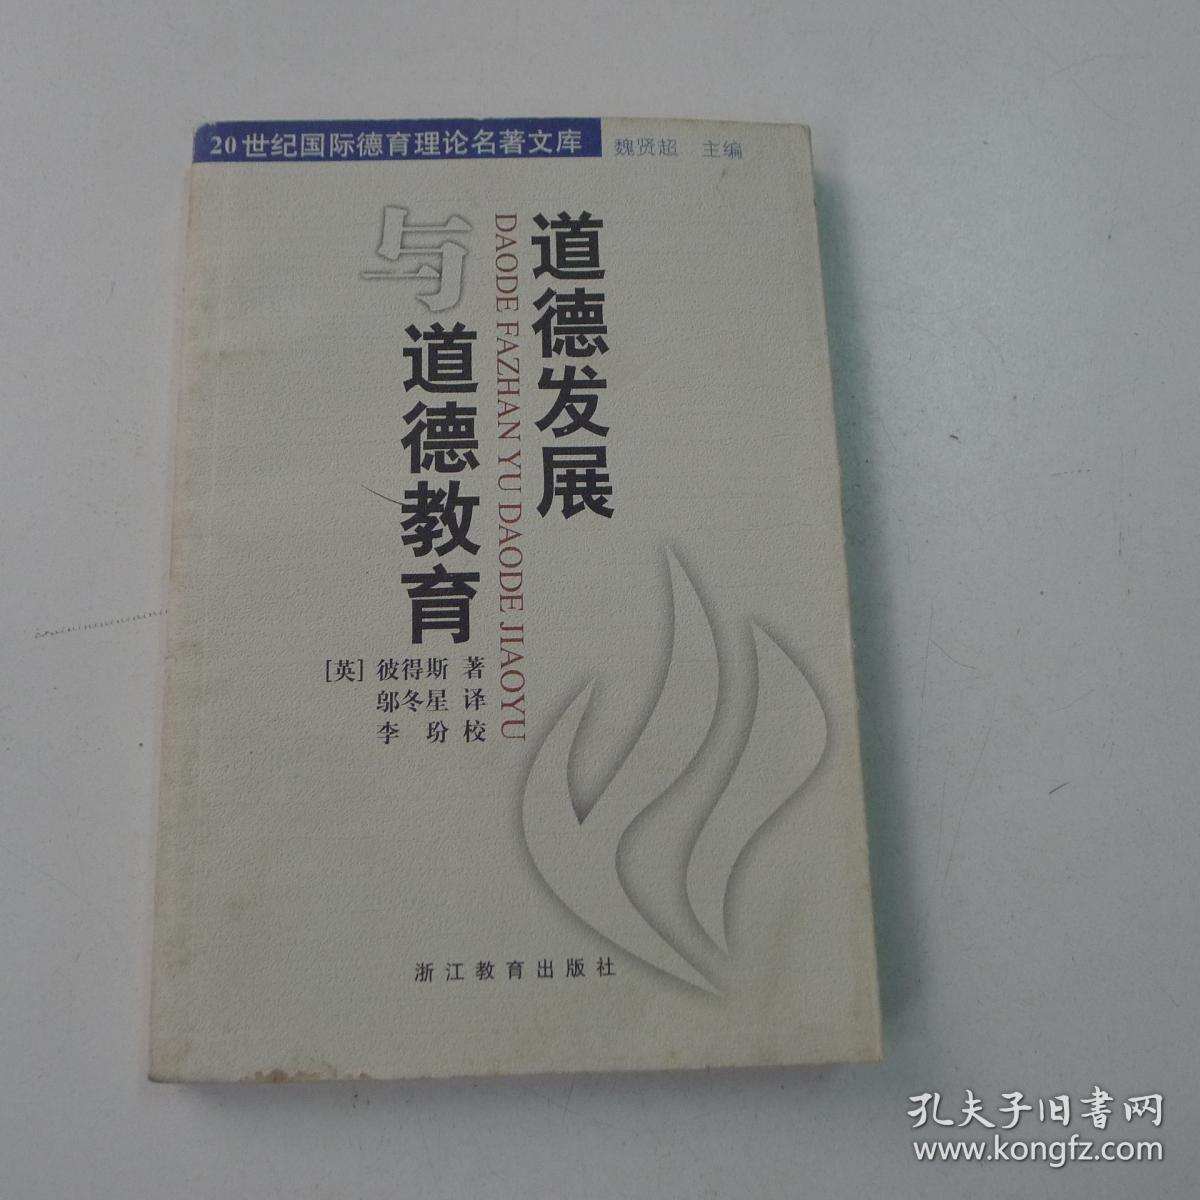 20世纪国际德育理论名著文库 魏贤超 主编
道德发展
与道德教育
DAODE FAZHAN YU DAODE JIAOYU
[英] 彼得斯 著
邬冬星 译
李 玢 校
浙江教育出版社
孔夫子旧书网
www.kongfz.com